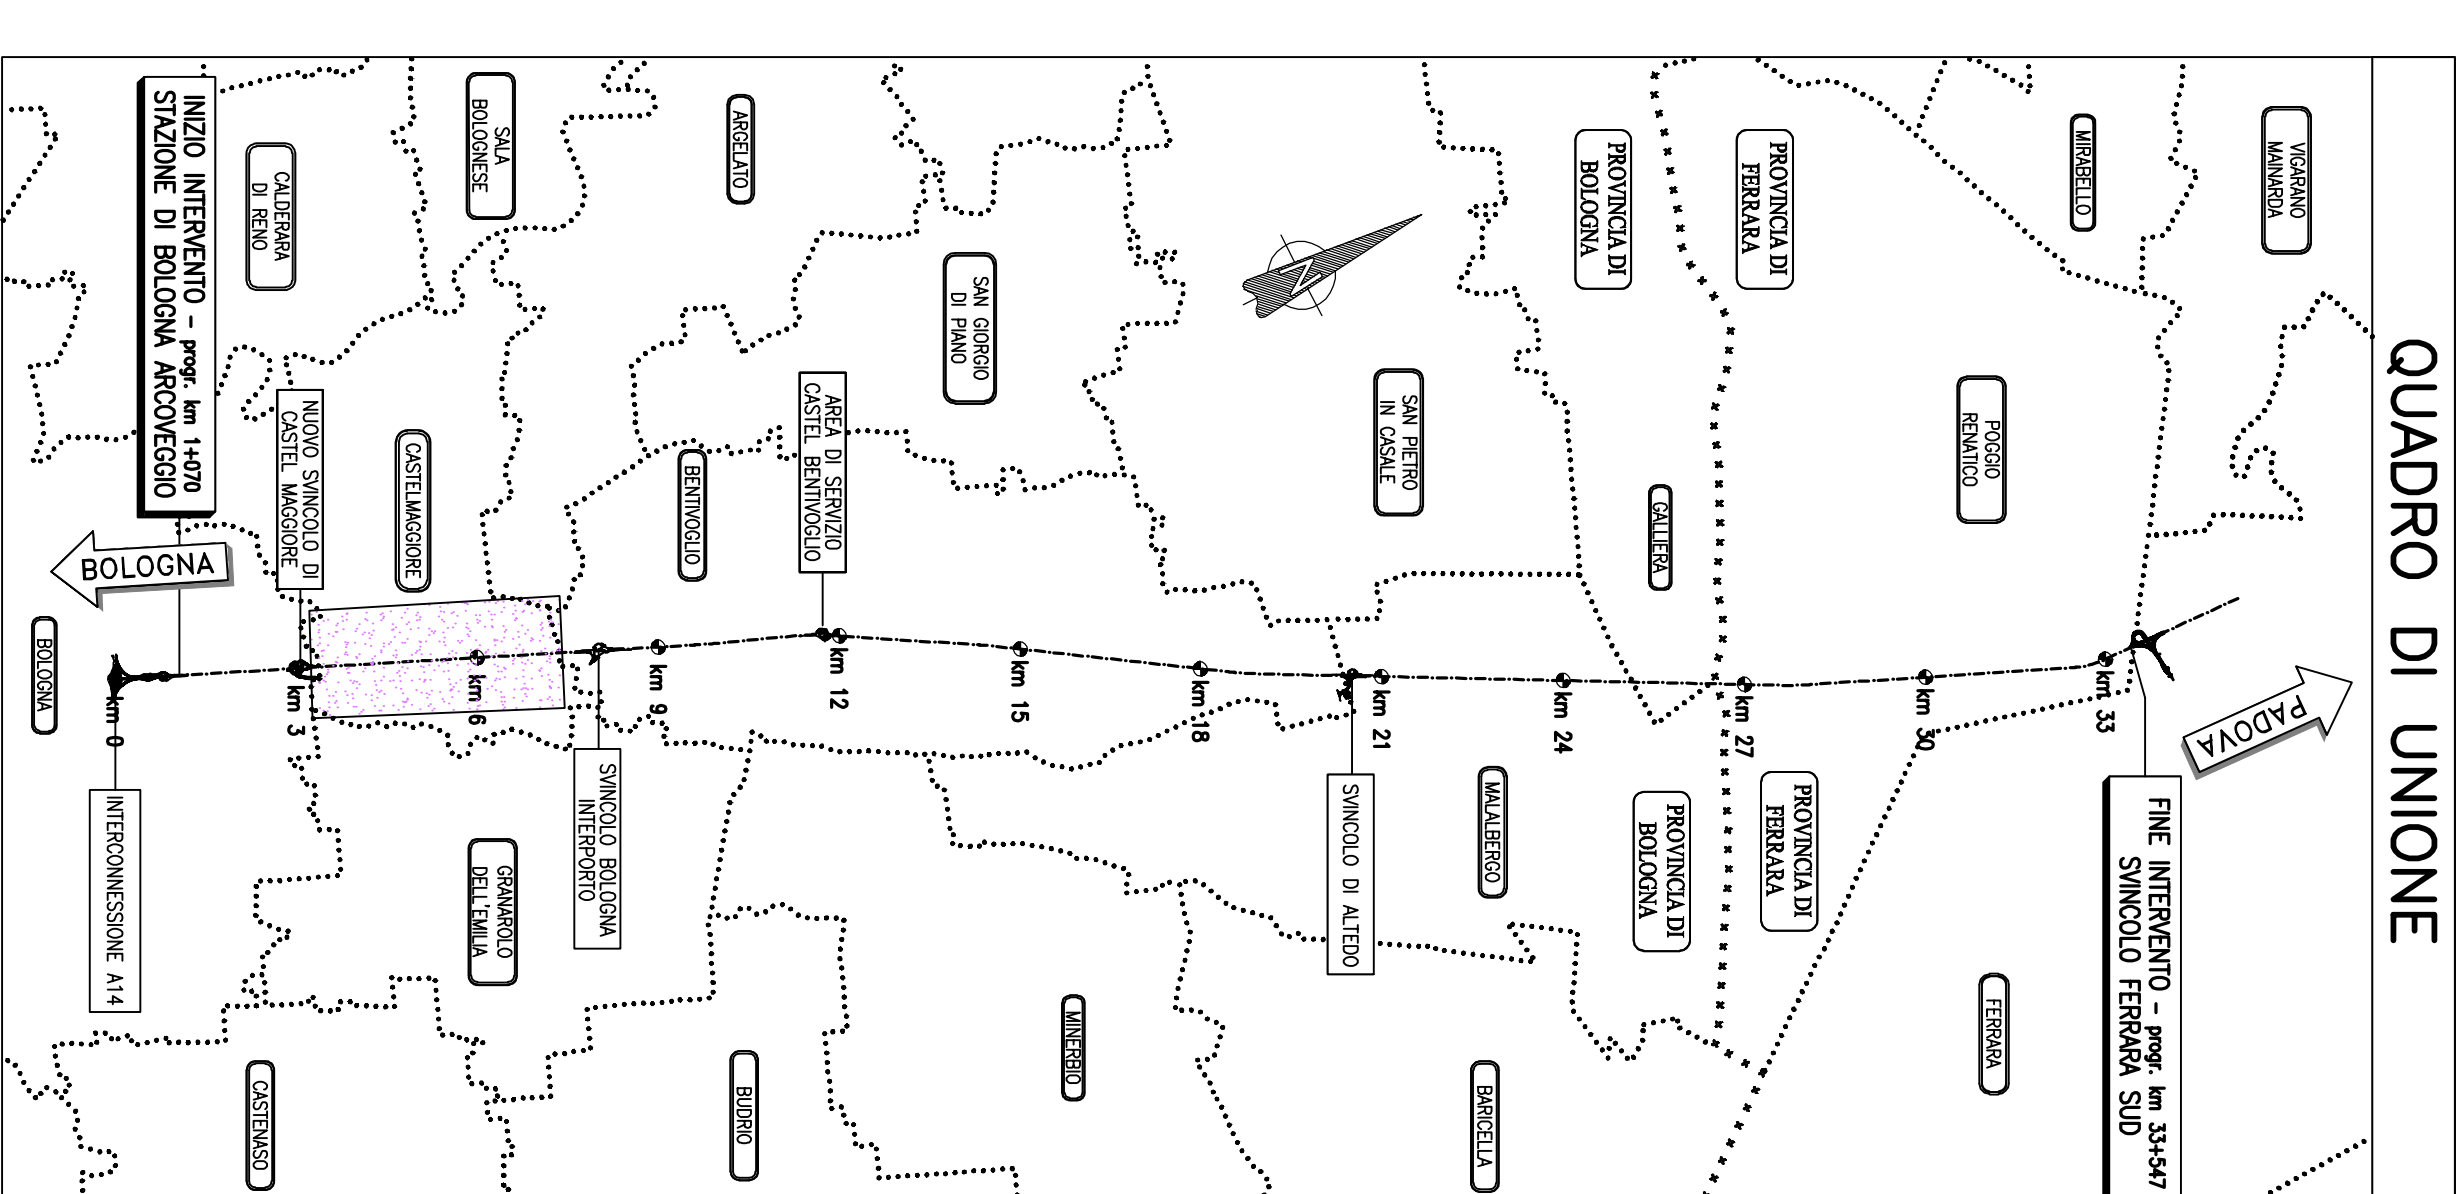 QUADRO DI UNIONE
VIGARANO
MAINARDA
MIRABELLO
PROVINCIA DI
FERRARA
PROVINCIA DI
BOLOGNA
ARGELATO
SALA
BOLOGNESE
CALDERARA
DI RENO
INIZIO INTERVENTO - progr. km 1+070
STAZIONE DI BOLOGNA ARCOVEGGIO
N
SAN GIORGIO
DI PIANO
POGGIO
RENATICO
SAN PIETRO
IN CASALE
GALLIERA
AREA DI SERVIZIO
CASTEL BENTIVOGLIO
BENTIVOGLIO
CASTELMAGGIORE
NUOVO SVINCOLO DI
CASTEL MAGGIORE
BOLOGNA
PADOVA
BOLOGNA
km 33
km 30
km 27
km 24
km 21
km 18
km 15
km 12
km 9
km 6
km 3
km 0
FINE INTERVENTO - progr. km 33+547
SVINCOLO FERRARA SUD
PROVINCIA DI
FERRARA
PROVINCIA DI
BOLOGNA
MALALBERGO
SVINCOLO DI ALTEDO
SVINCOLO BOLOGNA
INTERPORTO
GRANAROLO
DELL'EMILIA
INTERCONNESSIONE A14
FERRARA
MINERBIO
BARICELLA
BUDRIO
CASTENASO